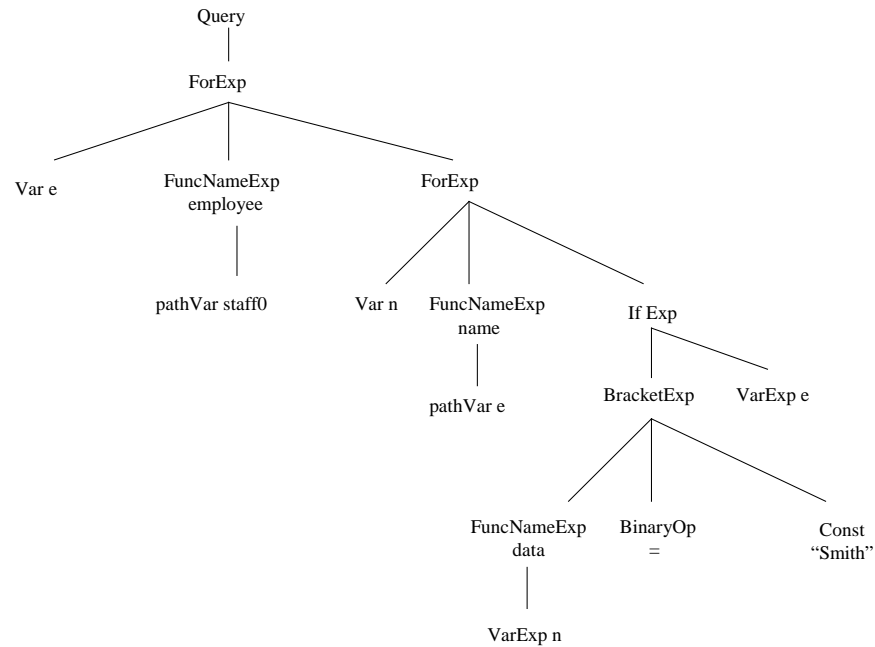 Query
ForExp
Var e
FuncNameExp
employee
ForExp
pathVar staff0
Var n
FuncNameExp
name
If Exp
pathVar e
BracketExp
VarExp e
FuncNameExp
data
BinaryOp
=
Const
“Smith”
VarExp n